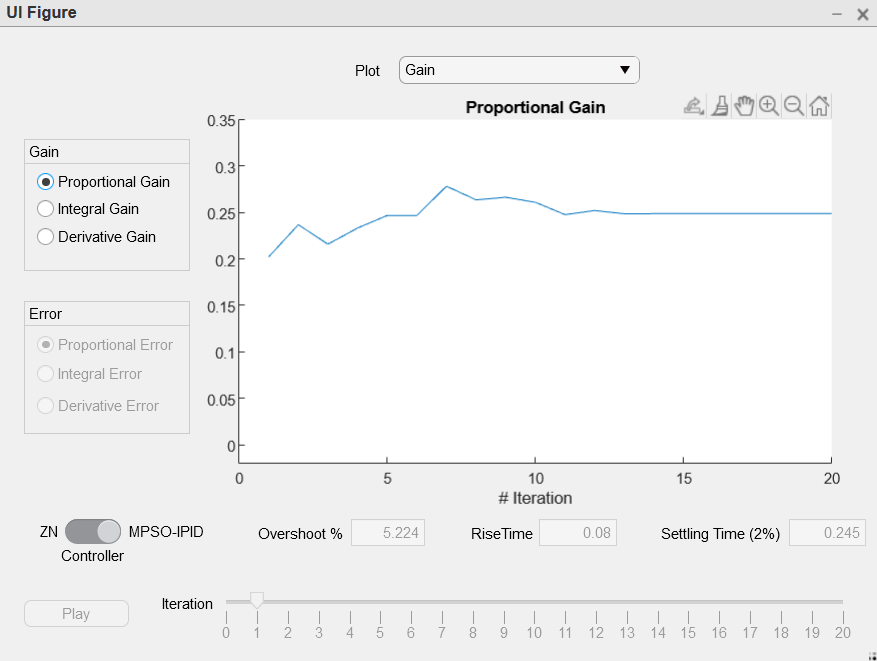 UI Figure
Plot Gain
Proportional Gain
Gain
Proportional Gain
Integral Gain
Derivative Gain
Error
Proportional Error
Integral Error
Derivative Error
0.35
0.3
0.25
0.2
0.15
0.1
0.05
0
0 5 10 15 20
# Iteration
ZN MPSO-IPID
Controller
Overshoot % 5.224 RiseTime 0.08 Settling Time (2%) 0.245
Play
Iteration
0 1 2 3 4 5 6 7 8 9 10 11 12 13 14 15 16 17 18 19 20